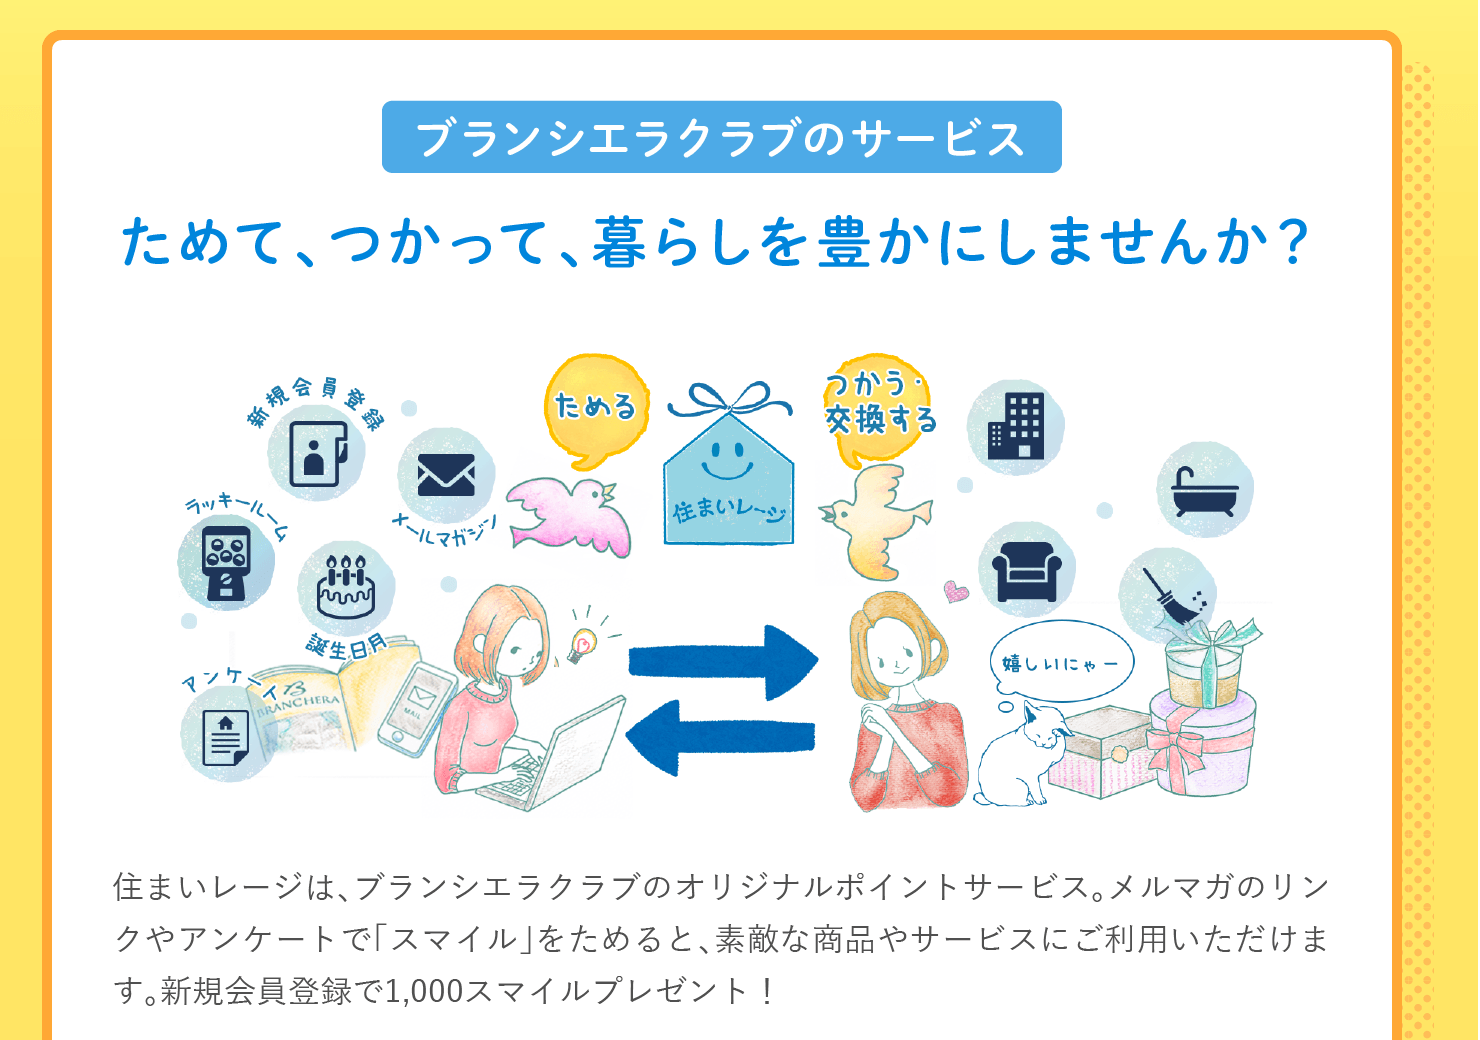 ブランシエラクラブのサービス
ためて、つかって、暮らしを豊かにしませんか？
ためる
つかう・
交換する
新規会員登録
メールマガジン
ラッキールーム
誕生日月
アンケート
住まいレージ
BRANCHERA
MAIL
嬉しいにゃー
住まいレージは、ブランシエラクラブのオリジナルポイントサービス。メルマガのリン
クやアンケートで「スマイル」をためると、素敵な商品やサービスにご利用いただけま
す。新規会員登録で1,000スマイルプレゼント！